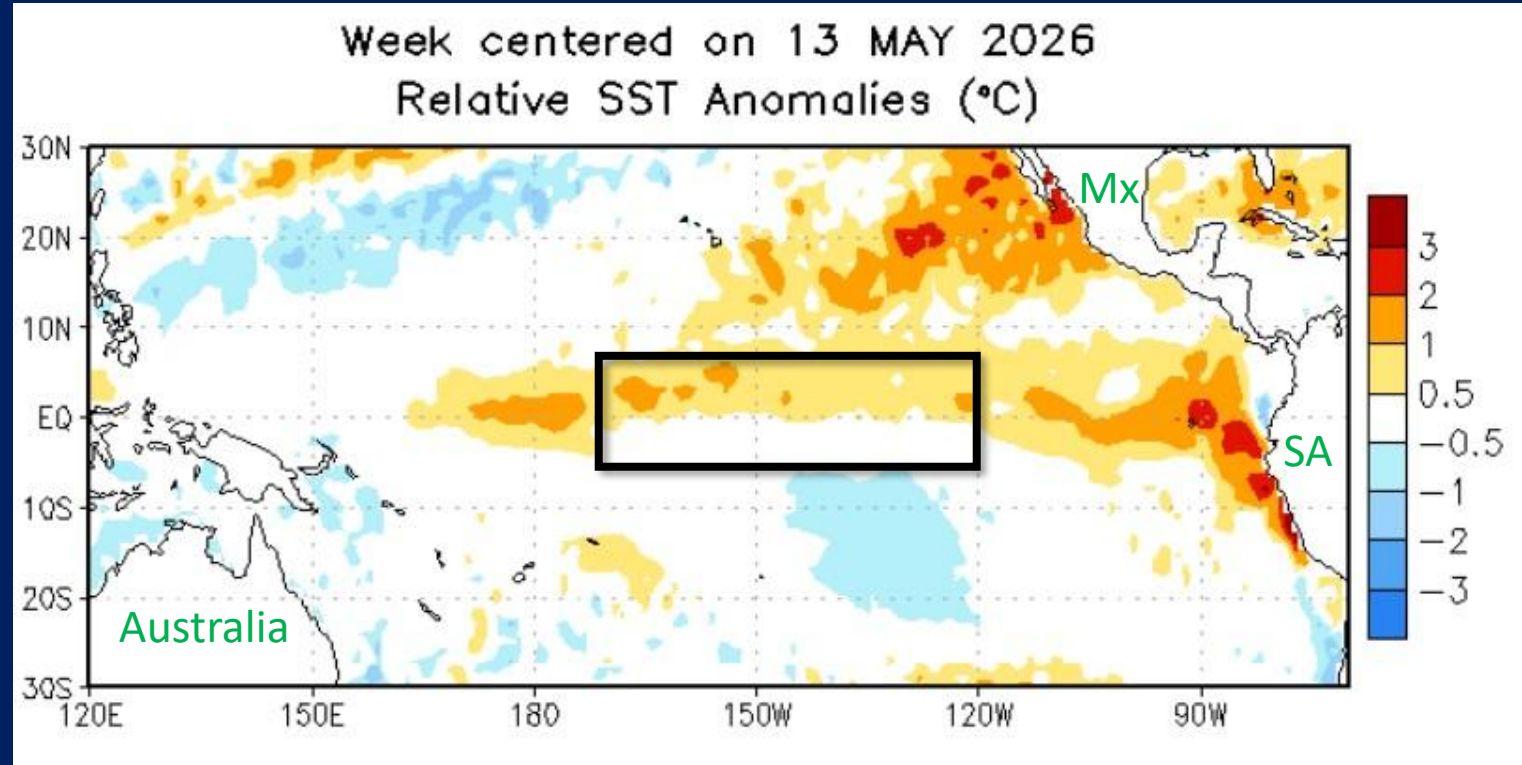 Week centered on 13 MAY 2026
Relative SST Anomalies (°C)
30N
20N
10N
EQ
10S
20S
30S
120E
150E
180
150W
120W
90W
Mx
SA
Australia
3
2
1
0.5
−0.5
−1
−2
−3